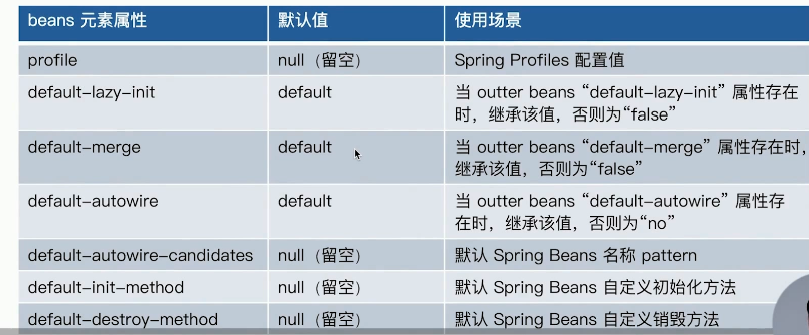 beans 元素属性 默认值 使用场景
profile null（留空） Spring Profiles 配置值
default-lazy-init default 当 outter beans “default-lazy-init” 属性存在
时，继承该值，否则为“false”
default-merge default 当 outter beans “default-merge” 属性存在时，
继承该值，否则为“false”
default-autowire default 当 outter beans “default-autowire” 属性存
在时，继承该值，否则为“no”
default-autowire-candidates null（留空） 默认 Spring Beans 名称 pattern
default-init-method null（留空） 默认 Spring Beans 自定义初始化方法
default-destroy-method null（留空） 默认 Spring Beans 自定义销毁方法